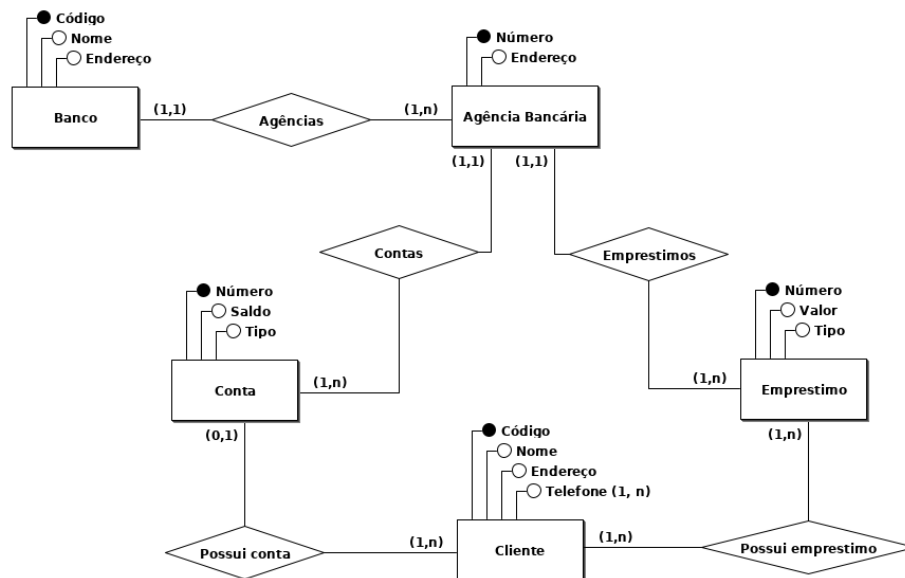 Código
Nome
Endereço
Banco
(1,1)
Agências
(1,n)
Número
Endereço
Agência Bancária
(1,1)
(1,1)
Contas
Emprestimos
Número
Saldo
Tipo
Conta
(1,n)
(0,1)
Número
Valor
Tipo
Emprestimo
(1,n)
(1,n)
Código
Nome
Endereço
Telefone (1, n)
Cliente
Possui conta
(1,n)
(1,n)
Possui emprestimo